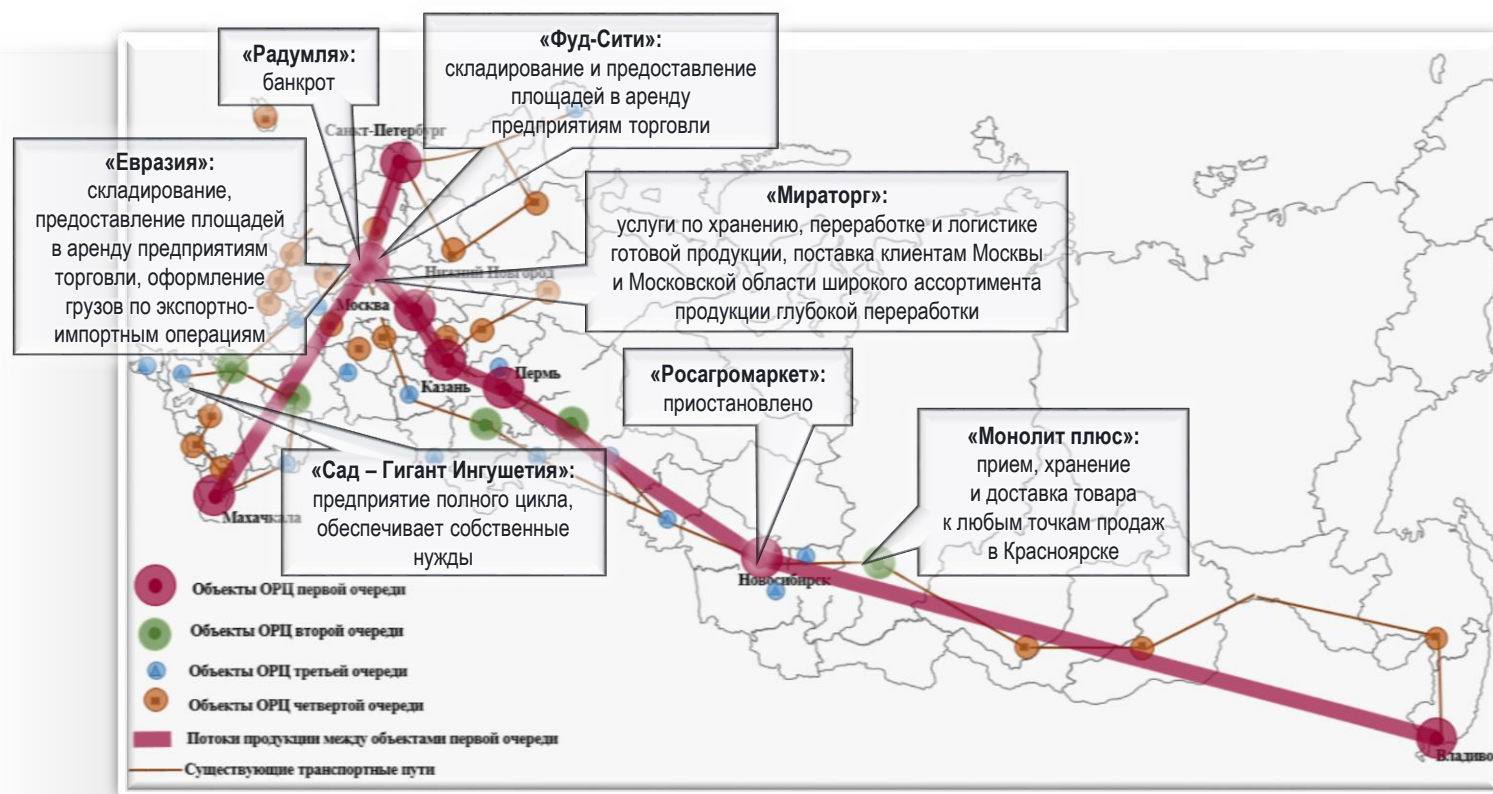 «Радумля»:
банкрот
«Фуд-Сити»:
складирование и предоставление
площадей в аренду
предприятиям торговли
Санкт-Петербург
«Евразия»:
складирование,
предоставление площадей
в аренду предприятиям
торговли, оформление
грузов по экспортно-
импортным операциям
«Мираторг»:
услуги по хранению, переработке и логистике
готовой продукции, поставка клиентам Москвы
и Московской области широкого ассортимента
продукции глубокой переработки
Нижний Новгород
Москва
Казань
Пермь
«Росагромаркет»:
приостановлено
«Монолит плюс»:
прием, хранение
и доставка товара
к любым точкам продаж
в Красноярске
«Сад – Гигант Ингушетия»:
предприятие полного цикла,
обеспечивает собственные
нужды
Махачкала
Новосибирск
Владиво
Объекты ОРЦ первой очереди
Объекты ОРЦ второй очереди
Объекты ОРЦ третьей очереди
Объекты ОРЦ четвертой очереди
Потоки продукции между объектами первой очереди
Существующие транспортные пути